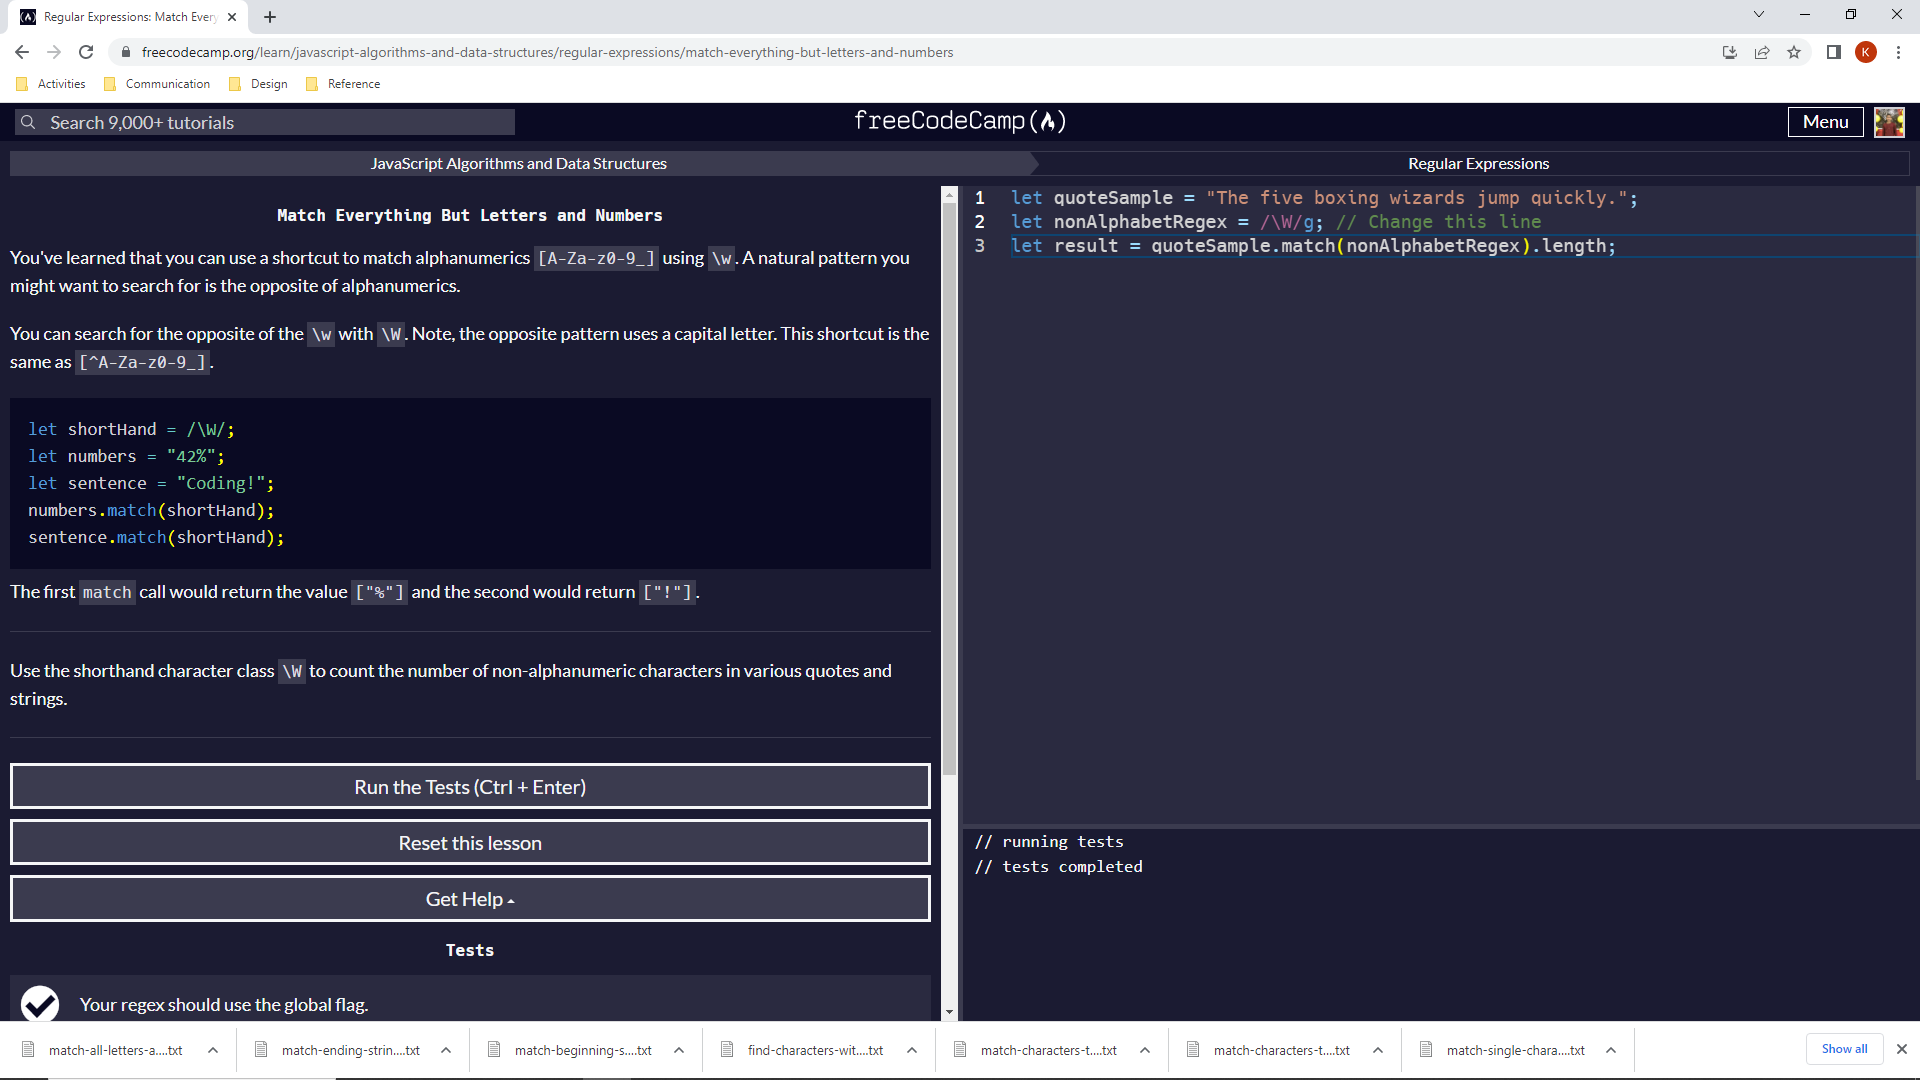 Regular Expressions: Match Every
freecodecamp.org/learn/javascript-algorithms-and-data-structures/regular-expressions/match-everything-but-letters-and-numbers
K
Activities
Communication
Design
Reference
Search 9,000+ tutorials
freeCodeCamp
Menu
JavaScript Algorithms and Data Structures
Regular Expressions
Match Everything But Letters and Numbers
You've learned that you can use a shortcut to match alphanumerics [A-Za-z0-9_] using \w. A natural pattern you
might want to search for is the opposite of alphanumerics.
You can search for the opposite of the \w with \W. Note, the opposite pattern uses a capital letter. This shortcut is the
same as [^A-Za-z0-9_].
let shortHand = /\W/;
let numbers = "42%";
let sentence = "Coding!";
numbers.match(shortHand);
sentence.match(shortHand);
The first match call would return the value ["%"] and the second would return ["!"].
Use the shorthand character class \W to count the number of non-alphanumeric characters in various quotes and
strings.
Run the Tests (Ctrl + Enter)
Reset this lesson
Get Help
Tests
Your regex should use the global flag.
1 let quoteSample = "The five boxing wizards jump quickly.";
2 let nonAlphabetRegex = /\W/g; // Change this line
3 let result = quoteSample.match(nonAlphabetRegex).length;
// running tests
// tests completed
match-all-letters-a....txt
match-ending-strin....txt
match-beginning-s....txt
find-characters-wit....txt
match-characters-t....txt
match-characters-t....txt
match-single-chara....txt
Show all